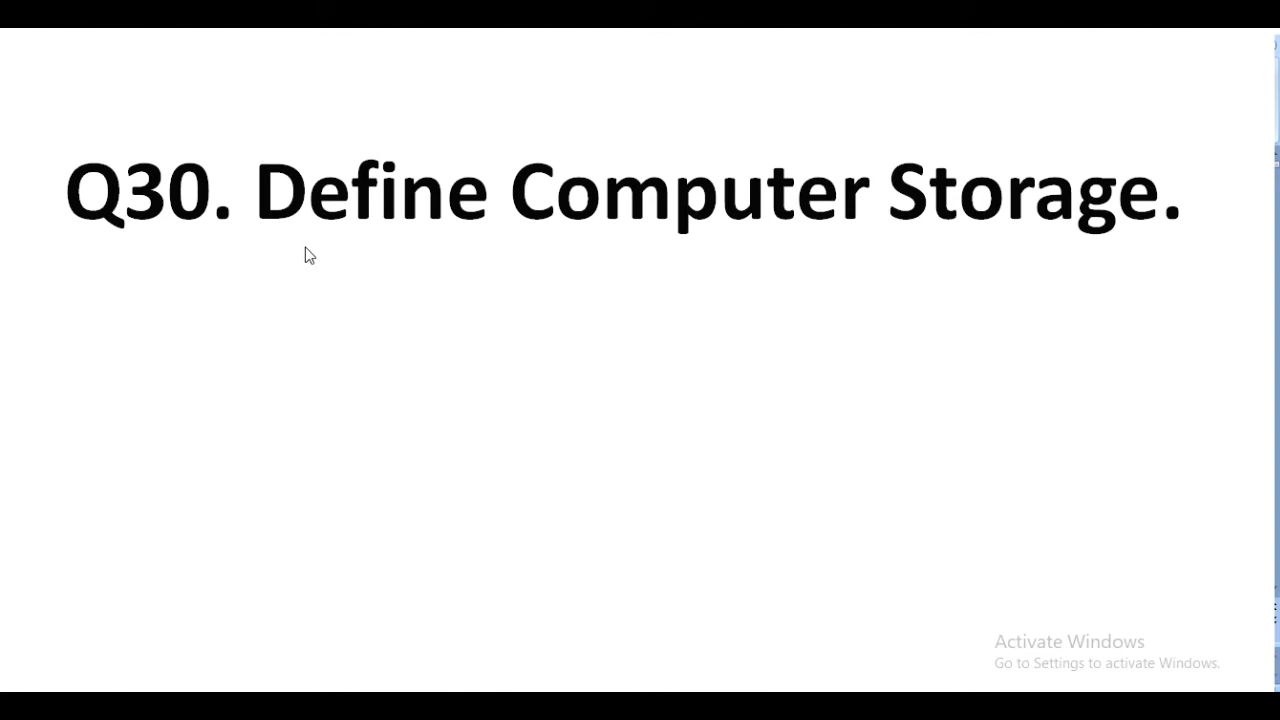 Q30. Define Computer Storage.
Activate Windows
Go to Settings to activate Windows.